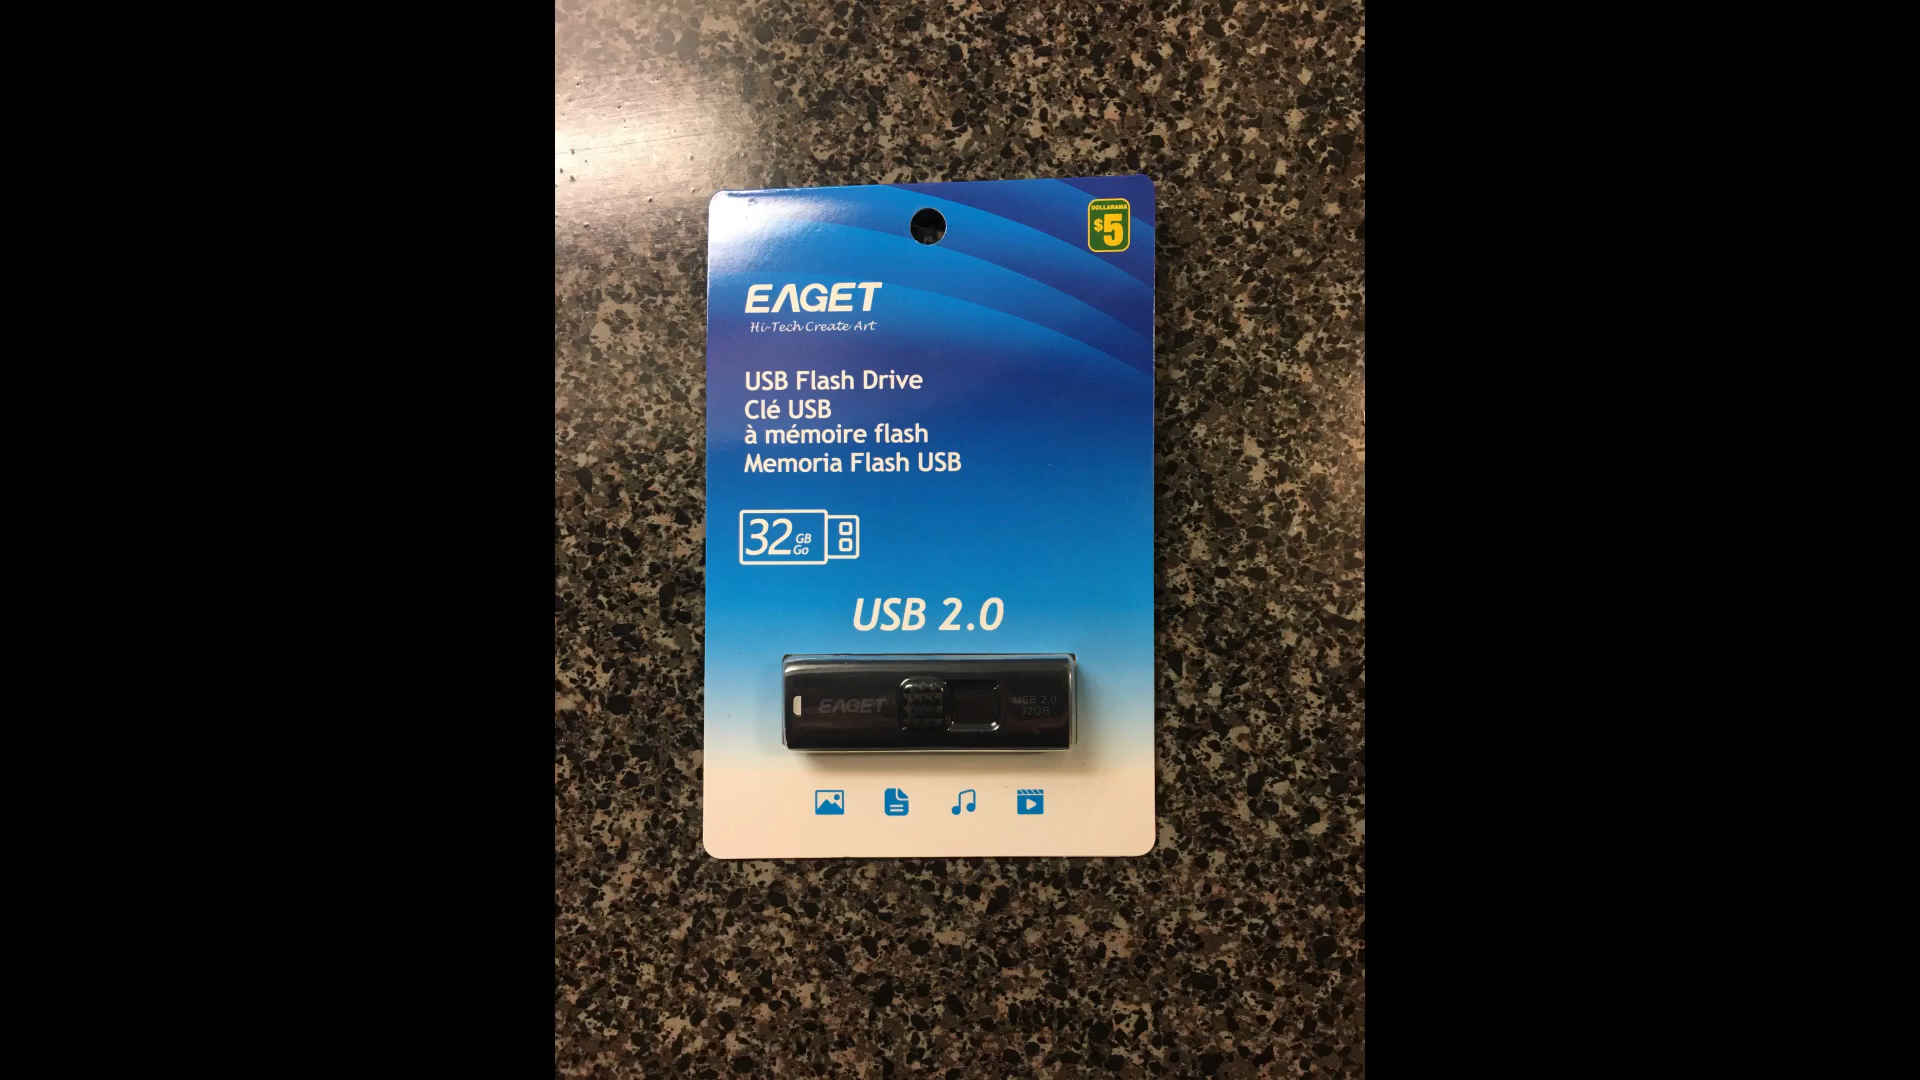 DOLLARAMA
$5
EAGET
Hi-Tech Create Art
USB Flash Drive
Clé USB
à mémoire flash
Memoria Flash USB
32 GB
Go
USB 2.0
EAGET
USB 2.0
32GB